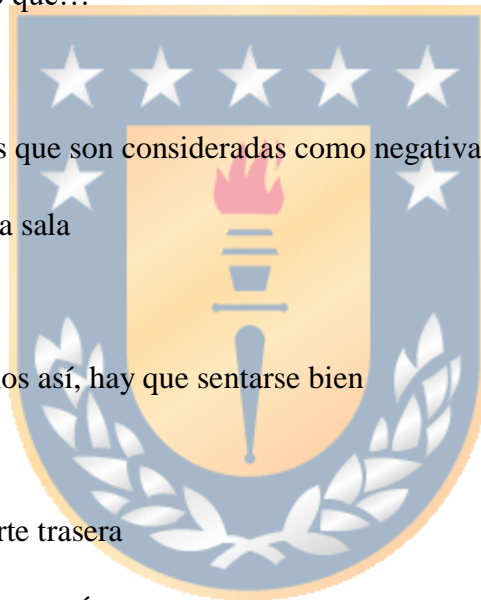 que…
s que son consideradas como negativa
a sala
os así, hay que sentarse bien
rte trasera